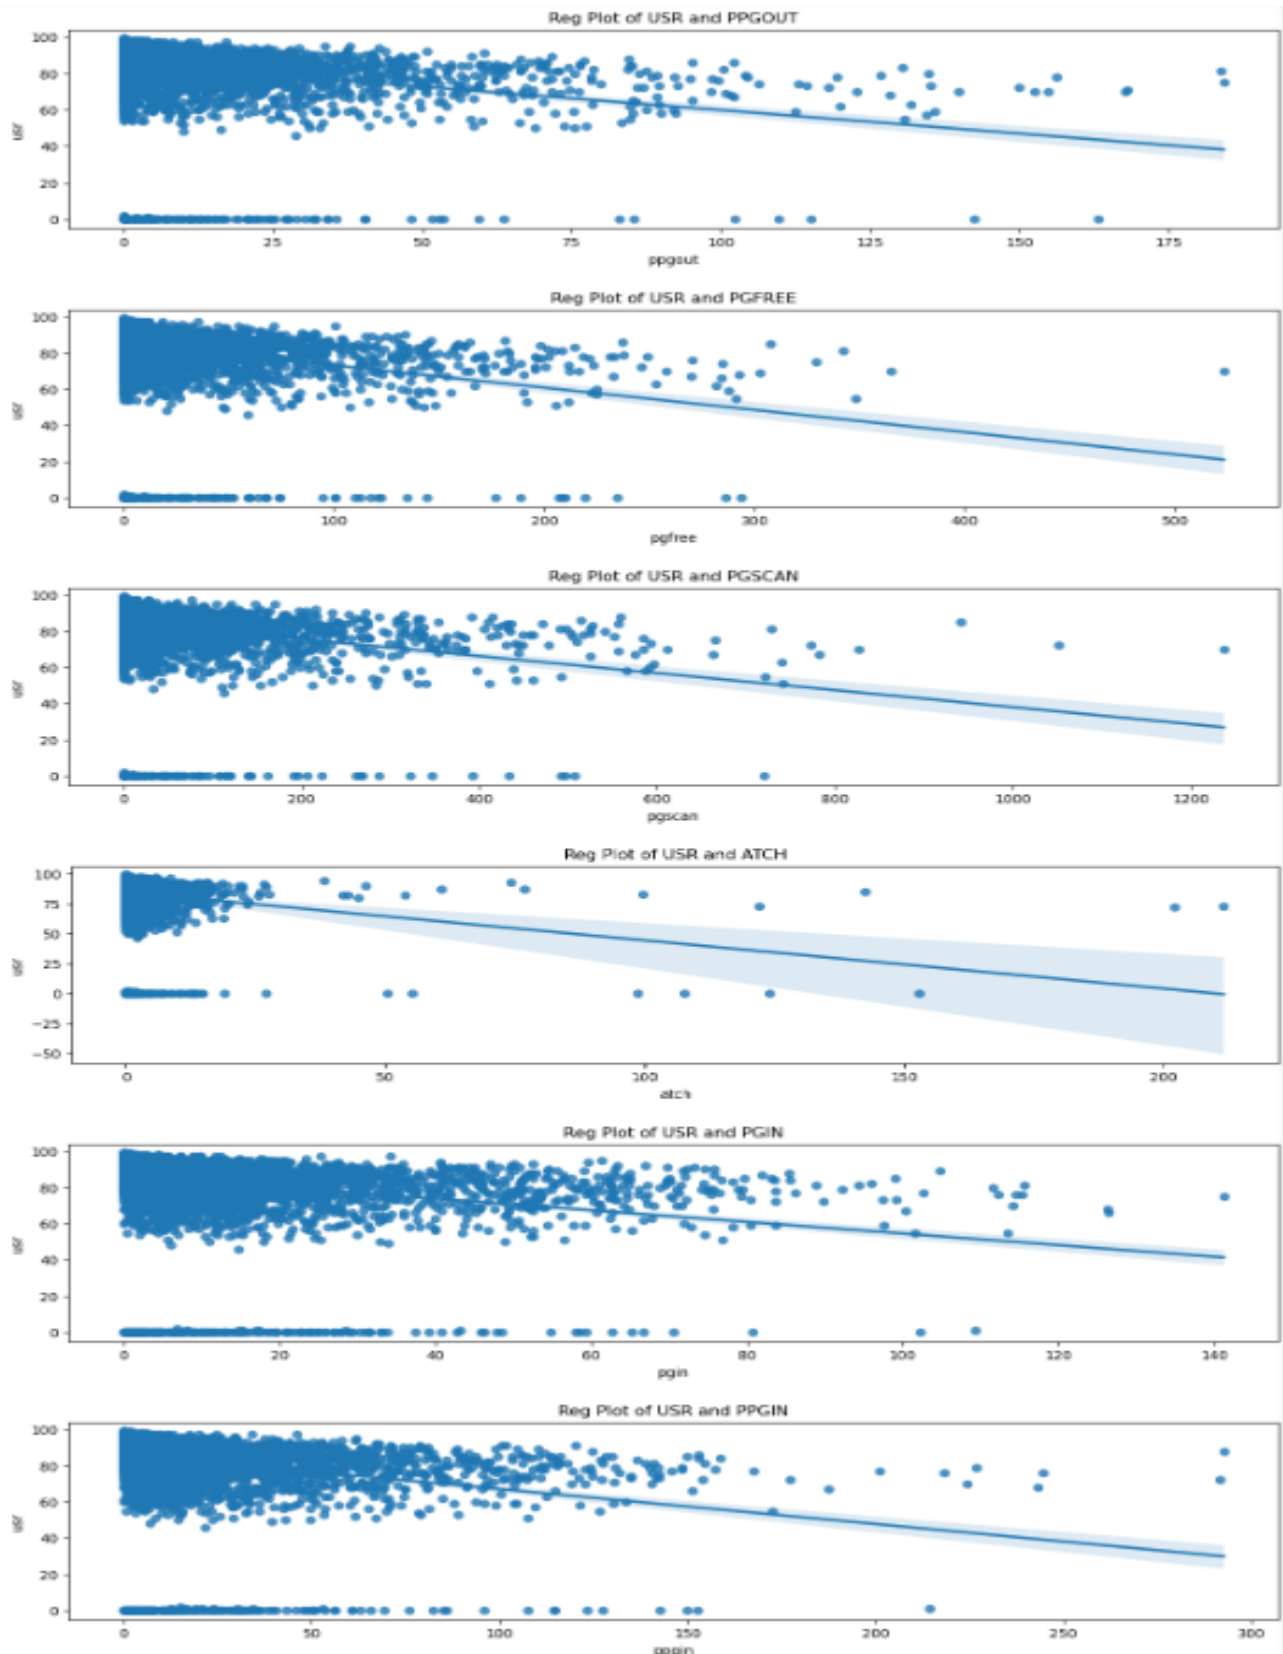 Reg Plot of USR and PPGOUT
100
80
60
40
20
0
usr
0 25 50 75 100 125 150 175
ppgout
Reg Plot of USR and PGFREE
100
80
60
40
20
0
usr
0 100 200 300 400 500
pgfree
Reg Plot of USR and PGSCAN
100
80
60
40
20
0
usr
0 200 400 600 800 1000 1200
pgscan
Reg Plot of USR and ATCH
100
75
50
25
0
−25
−50
usr
0 50 100 150 200
atch
Reg Plot of USR and PGIN
100
80
60
40
20
0
usr
0 20 40 60 80 100 120 140
pgin
Reg Plot of USR and PPGIN
100
80
60
40
20
0
usr
0 50 100 150 200 250 300
ppgin